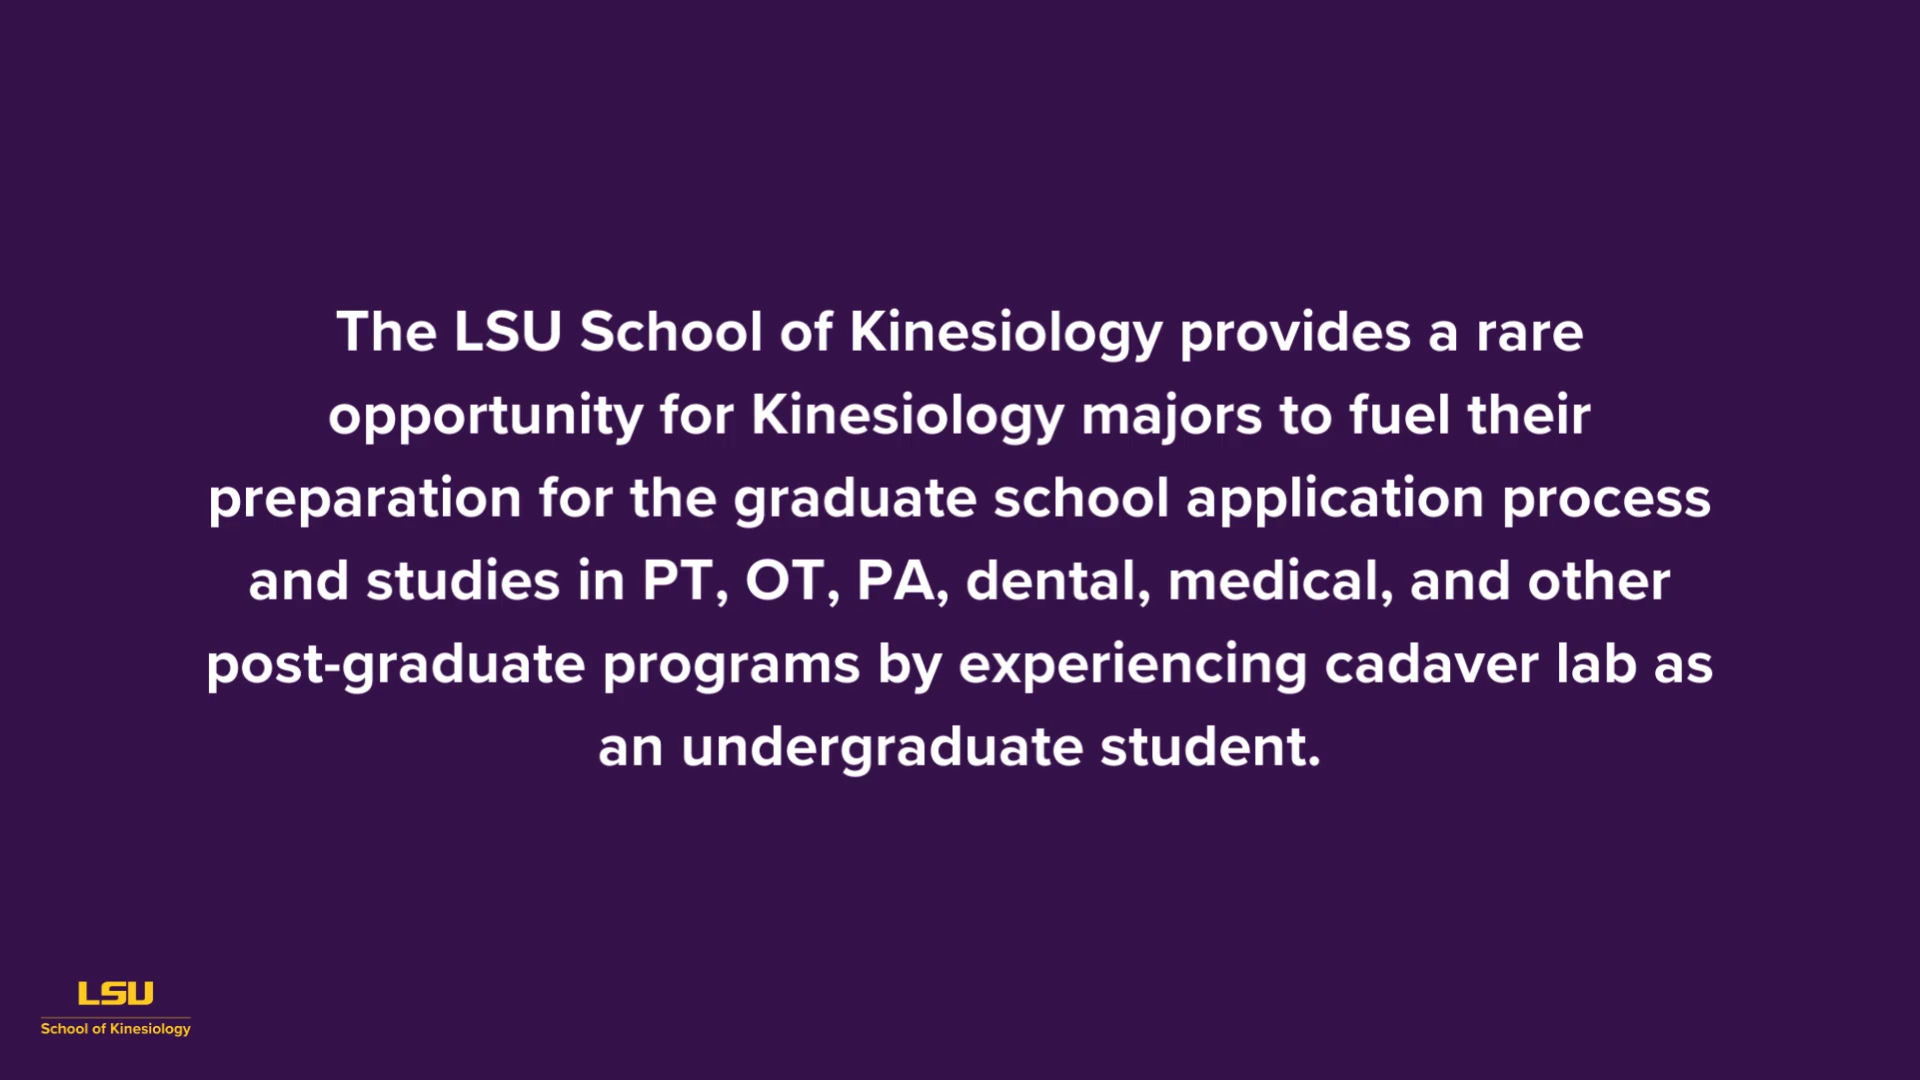 The LSU School of Kinesiology provides a rare
opportunity for Kinesiology majors to fuel their
preparation for the graduate school application process
and studies in PT, OT, PA, dental, medical, and other
post-graduate programs by experiencing cadaver lab as
an undergraduate student.
LSU
School of Kinesiology